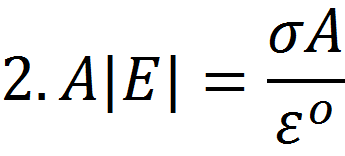 2. A|E| = σA/ε^o